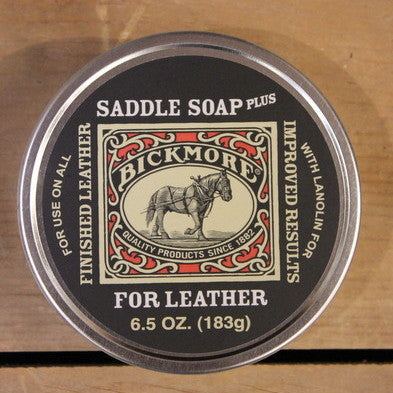 SADDLE SOAP PLUS
FOR USE ON ALL
FINISHED LEATHER
BICKMORE®
QUALITY PRODUCTS SINCE 1882
WITH LANOLIN FOR
IMPROVED RESULTS
FOR LEATHER
6.5 OZ. (183g)